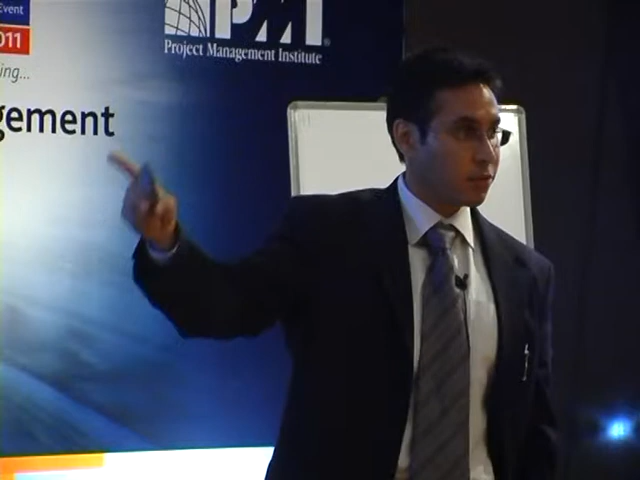 Event
011
PMI®
Project Management Institute
ing...
gement